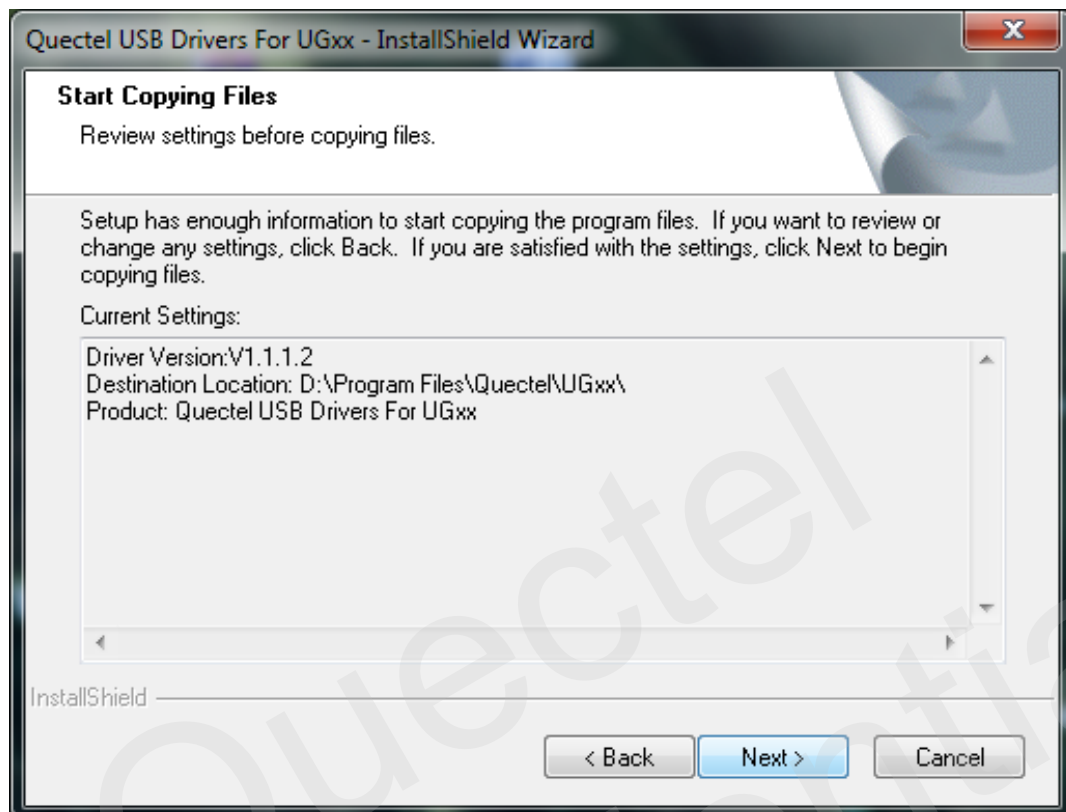 Quectel USB Drivers For UGxx - InstallShield Wizard
Start Copying Files
Review settings before copying files.
Setup has enough information to start copying the program files.  If you want to review or
change any settings, click Back.  If you are satisfied with the settings, click Next to begin
copying files.
Current Settings:
Driver Version:V1.1.1.2
Destination Location: D:\Program Files\Quectel\UGxx\
Product: Quectel USB Drivers For UGxx
InstallShield
< Back
Next >
Cancel
Quectel